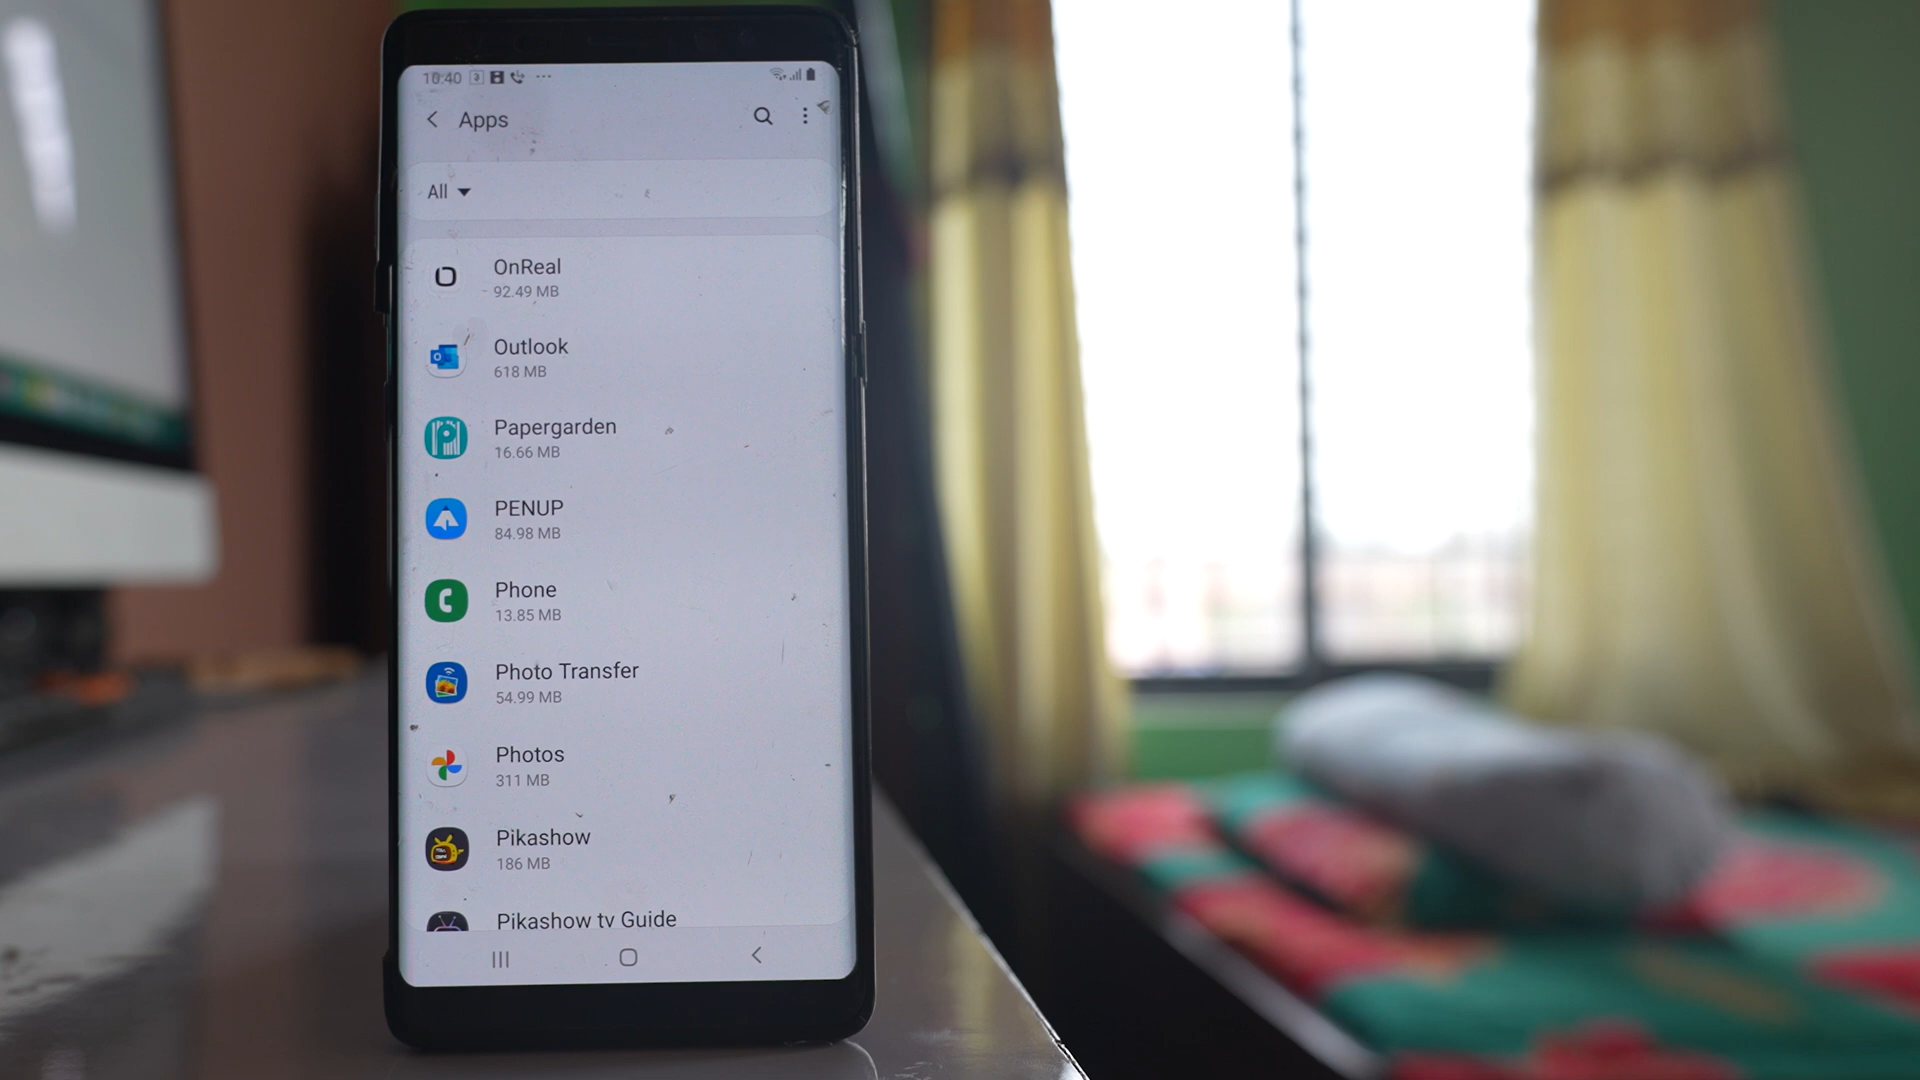 10:40
Apps
All
OnReal
92.49 MB
Outlook
618 MB
Papergarden
16.66 MB
PENUP
84.98 MB
Phone
13.85 MB
Photo Transfer
54.99 MB
Photos
311 MB
Pikashow
186 MB
Pikashow tv Guide